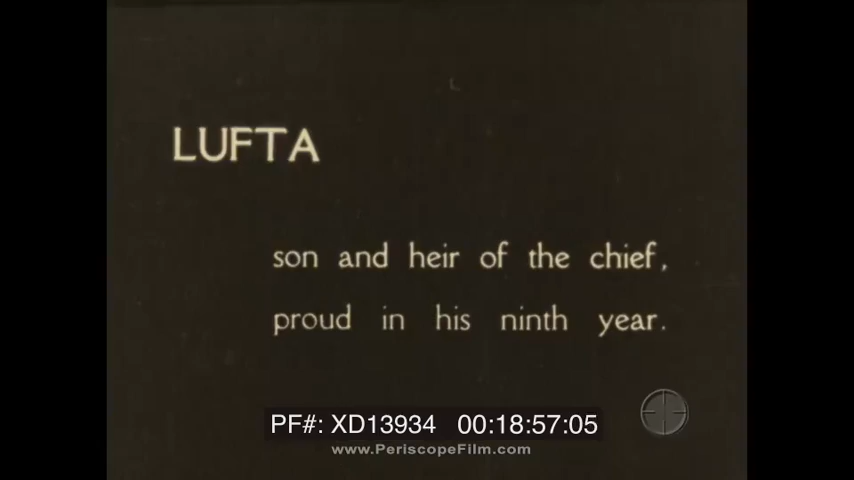 LUFTA
son and heir of the chief,
proud in his ninth year.
PF#: XD13934 00:18:57:05
www.PeriscopeFilm.com